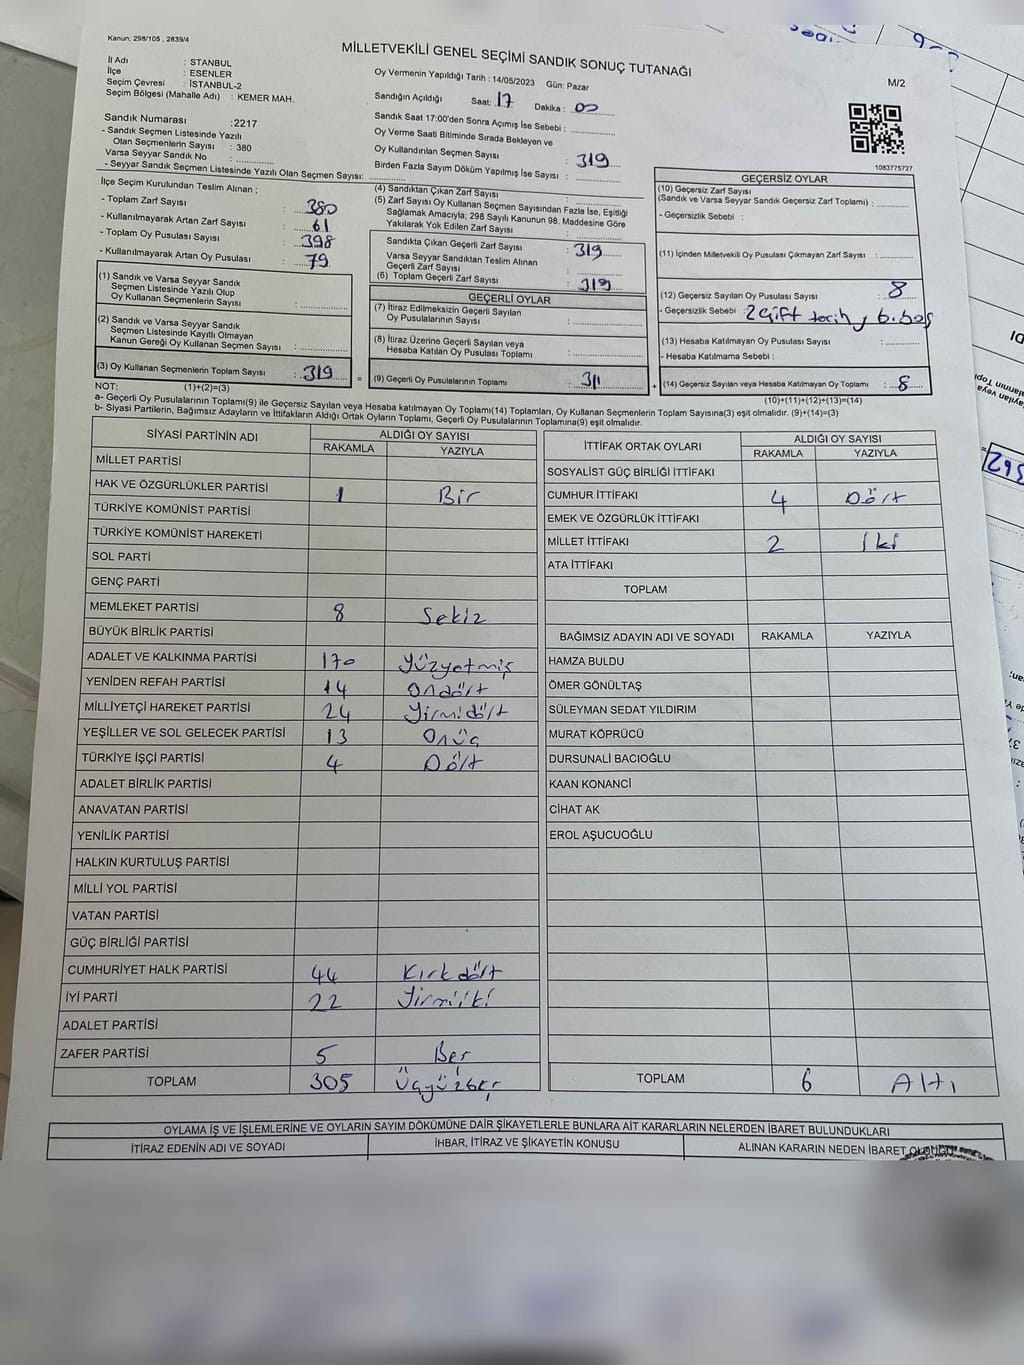 Kanun: 298/105 , 2839/4
MİLLETVEKİLİ GENEL SEÇİMİ SANDIK SONUÇ TUTANAĞI
M/2
İl Adı : STANBUL
İlçe : ESENLER
Seçim Çevresi : İSTANBUL-2
Seçim Bölgesi (Mahalle Adı) : KEMER MAH.
Sandık Numarası :2217
- Sandık Seçmen Listesinde Yazılı
Olan Seçmenlerin Sayısı : 380
Varsa Seyyar Sandık No :
- Seyyar Sandık Seçmen Listesinde Yazılı Olan Seçmen Sayısı:
Oy Vermenin Yapıldığı Tarih : 14/05/2023 Gün: Pazar
Sandığın Açıldığı Saat: 17 Dakika : 00
Sandık Saat 17:00'den Sonra Açımış İse Sebebi :
Oy Verme Saati Bitiminde Sırada Bekleyen ve
Oy Kullandırılan Seçmen Sayısı : 319
Birden Fazla Sayım Döküm Yapılmış İse Sayısı :
1083775727
İlçe Seçim Kurulundan Teslim Alınan ;
- Toplam Zarf Sayısı : 380
- Kullanılmayarak Artan Zarf Sayısı : 61
- Toplam Oy Pusulası Sayısı : 398
- Kullanılmayarak Artan Oy Pusulası : 79
(1) Sandık ve Varsa Seyyar Sandık
Seçmen Listesinde Yazılı Olup
Oy Kullanan Seçmenlerin Sayısı :
(2) Sandık ve Varsa Seyyar Sandık
Seçmen Listesinde Kayıtlı Olmayan
Kanun Gereği Oy Kullanan Seçmen Sayısı :
(3) Oy Kullanan Seçmenlerin Toplam Sayısı : 319 =
(4) Sandıktan Çıkan Zarf Sayısı :
(5) Zarf Sayısı Oy Kullanan Seçmen Sayısından Fazla İse, Eşitliği
Sağlamak Amacıyla; 298 Sayılı Kanunun 98. Maddesine Göre
Yakılarak Yok Edilen Zarf Sayısı :
Sandıkta Çıkan Geçerli Zarf Sayısı : 319
Varsa Seyyar Sandıktan Teslim Alınan
Geçerli Zarf Sayısı :
(6) Toplam Geçerli Zarf Sayısı : 319
GEÇERLİ OYLAR
(7) İtiraz Edilmeksizin Geçerli Sayılan
Oy Pusulalarının Sayısı :
(8) İtiraz Üzerine Geçerli Sayılan veya
Hesaba Katılan Oy Pusulası Toplamı :
(9) Geçerli Oy Pusulalarının Toplamı : 311 +
GEÇERSİZ OYLAR
(10) Geçersiz Zarf Sayısı
(Sandık ve Varsa Seyyar Sandık Geçersiz Zarf Toplamı) :
- Geçersizlik Sebebi :
(11) İçinden Milletvekili Oy Pusulası Çıkmayan Zarf Sayısı :
(12) Geçersiz Sayılan Oy Pusulası Sayısı : 8
- Geçersizlik Sebebi : 2 Çift tercih, 6. boş
(13) Hesaba Katılmayan Oy Pusulası Sayısı :
- Hesaba Katılmama Sebebi :
(14) Geçersiz Sayılan veya Hesaba Katılmayan Oy Toplamı : 8
NOT: (1)+(2)=(3)
(10)+(11)+(12)+(13)=(14)
a- Geçerli Oy Pusulalarının Toplamı(9) ile Geçersiz Sayılan veya Hesaba katılmayan Oy Toplamı(14) Toplamları, Oy Kullanan Seçmenlerin Toplam Sayısına(3) eşit olmalıdır. (9)+(14)=(3)
b- Siyasi Partilerin, Bağımsız Adayların ve İttifakların Aldığı Ortak Oyların Toplamı, Geçerli Oy Pusulalarının Toplamına(9) eşit olmalıdır.
SİYASİ PARTİNİN ADI ALDIĞI OY SAYISI
RAKAMLA YAZIYLA
MİLLET PARTİSİ
HAK VE ÖZGÜRLÜKLER PARTİSİ 1 Bir
TÜRKİYE KOMÜNİST PARTİSİ
TÜRKİYE KOMÜNİST HAREKETİ
SOL PARTİ
GENÇ PARTİ
MEMLEKET PARTİSİ 8 Sekiz
BÜYÜK BİRLİK PARTİSİ
ADALET VE KALKINMA PARTİSİ 170 Yüzyetmiş
YENİDEN REFAH PARTİSİ 14 Ondört
MİLLİYETÇİ HAREKET PARTİSİ 24 Yirmidört
YEŞİLLER VE SOL GELECEK PARTİSİ 13 Onüç
TÜRKİYE İŞÇİ PARTİSİ 4 Dört
ADALET BİRLİK PARTİSİ
ANAVATAN PARTİSİ
YENİLİK PARTİSİ
HALKIN KURTULUŞ PARTİSİ
MİLLİ YOL PARTİSİ
VATAN PARTİSİ
GÜÇ BİRLİĞİ PARTİSİ
CUMHURİYET HALK PARTİSİ 44 Kırkdört
İYİ PARTİ 22 Yirmiiki
ADALET PARTİSİ
ZAFER PARTİSİ 5 Beş
TOPLAM 305 Üçyüzbeş
İTTİFAK ORTAK OYLARI ALDIĞI OY SAYISI
RAKAMLA YAZIYLA
SOSYALİST GÜÇ BİRLİĞİ İTTİFAKI
CUMHUR İTTİFAKI 4 Dört
EMEK VE ÖZGÜRLÜK İTTİFAKI
MİLLET İTTİFAKI 2 İki
ATA İTTİFAKI
TOPLAM
BAĞIMSIZ ADAYIN ADI VE SOYADI RAKAMLA YAZIYLA
HAMZA BULDU
ÖMER GÖNÜLTAŞ
SÜLEYMAN SEDAT YILDIRIM
MURAT KÖPRÜCÜ
DURSUNALİ BACIOĞLU
KAAN KONANCİ
CİHAT AK
EROL AŞUCUOĞLU
TOPLAM 6 Altı
OYLAMA İŞ VE İŞLEMLERİNE VE OYLARIN SAYIM DÖKÜMÜNE DAİR ŞİKAYETLERLE BUNLARA AİT KARARLARIN NELERDEN İBARET BULUNDUKLARI
İTİRAZ EDENİN ADI VE SOYADI İHBAR, İTİRAZ VE ŞİKAYETİN KONUSU ALINAN KARARIN NEDEN İBARET OLDUĞU